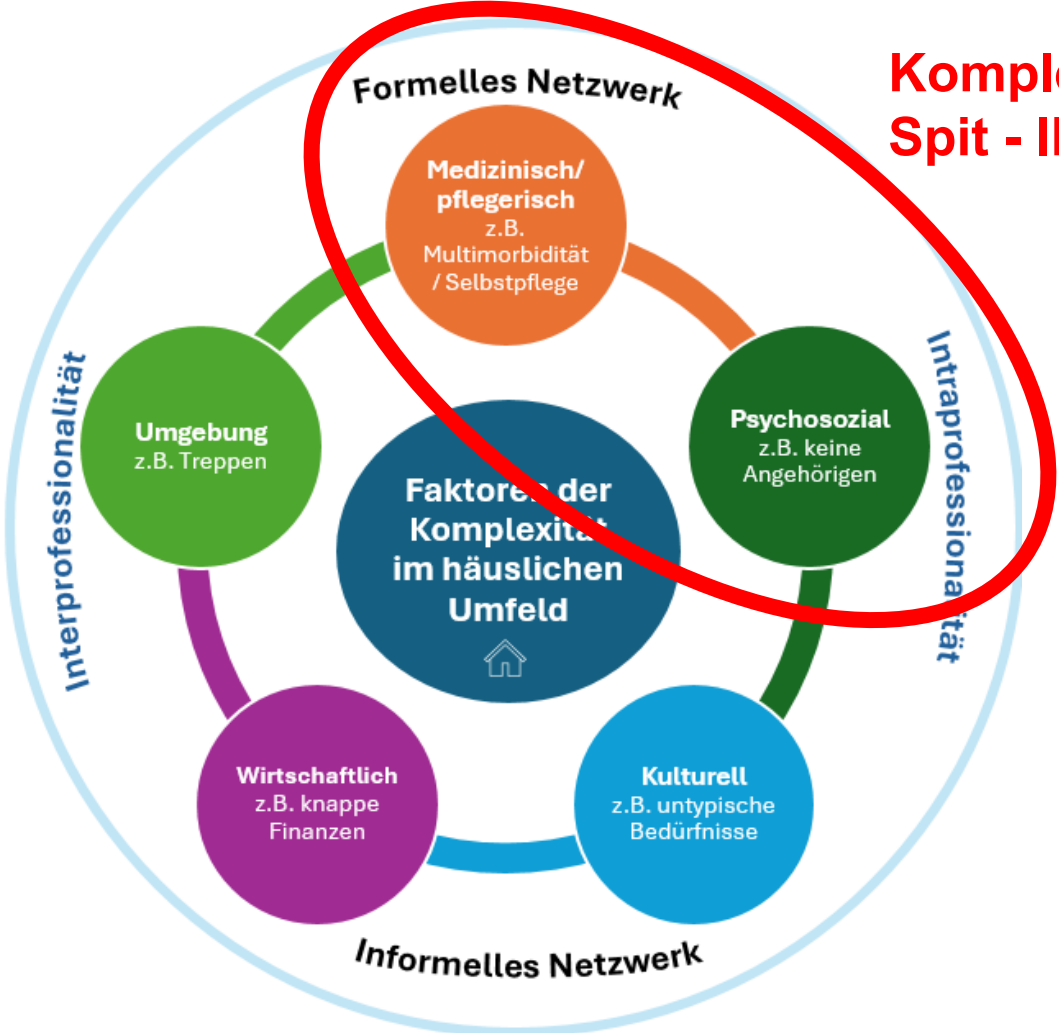 Formelles Netzwerk
Spit -
Medizinisch/
pflegerisch
z.B.
Multimorbidität
/ Selbstpflege
Interprofessionalität
Umgebung
z.B. Treppen
Psychosozial
z.B. keine
Angehörigen
Intraprofessionalität
Faktoren der
Komplexität
im häuslichen
Umfeld
Wirtschaftlich
z.B. knappe
Finanzen
Kulturell
z.B. untypische
Bedürfnisse
Informelles Netzwerk